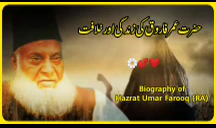 حضرت عمر فاروق کی زندگی اور خلافت
Biography of
Hazrat Umar Farooq (RA)